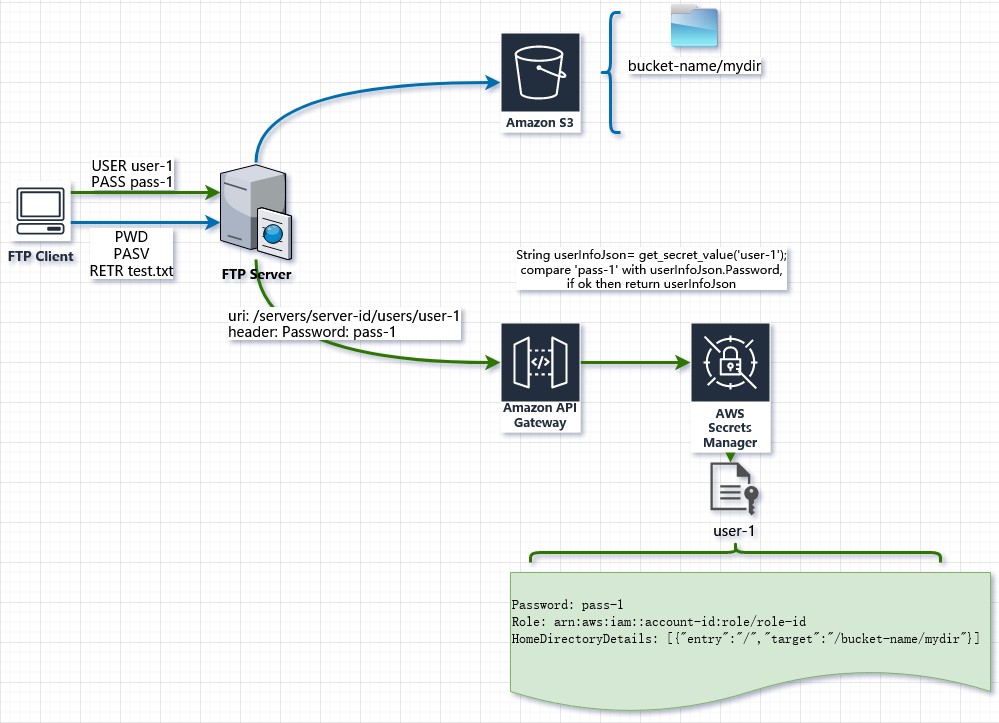 bucket-name/mydir
Amazon S3
USER user-1
PASS pass-1
FTP Client
PWD
PASV
RETR test.txt
FTP Server
String userInfoJson= get_secret_value('user-1');
compare 'pass-1' with userInfoJson.Password,
if ok then return userInfoJson
uri: /servers/server-id/users/user-1
header: Password: pass-1
</>
Amazon API
Gateway
AWS
Secrets
Manager
user-1
Password: pass-1
Role: arn:aws:iam::account-id:role/role-id
HomeDirectoryDetails: [{"entry":"/","target":"/bucket-name/mydir"}]